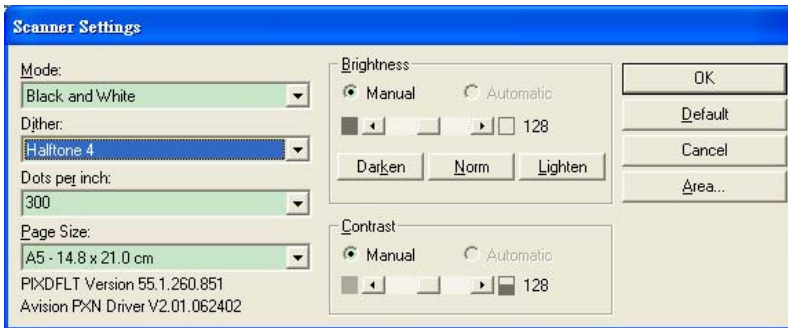 Scanner Settings
Mode:
Black and White
Dither:
Halftone 4
Dots per inch:
300
Page Size:
A5 - 14.8 x 21.0 cm
PIXDFLT Version 55.1.260.851
Avision PXN Driver V2.01.062402
Brightness
Manual Automatic
128
Darken Norm Lighten
Contrast
Manual Automatic
128
OK
Default
Cancel
Area...